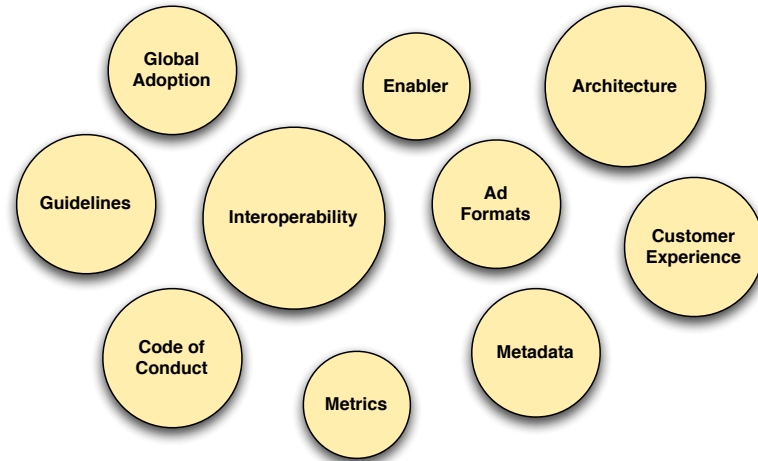 Global
Adoption
Enabler
Architecture
Guidelines
Interoperability
Ad
Formats
Customer
Experience
Code of
Conduct
Metrics
Metadata